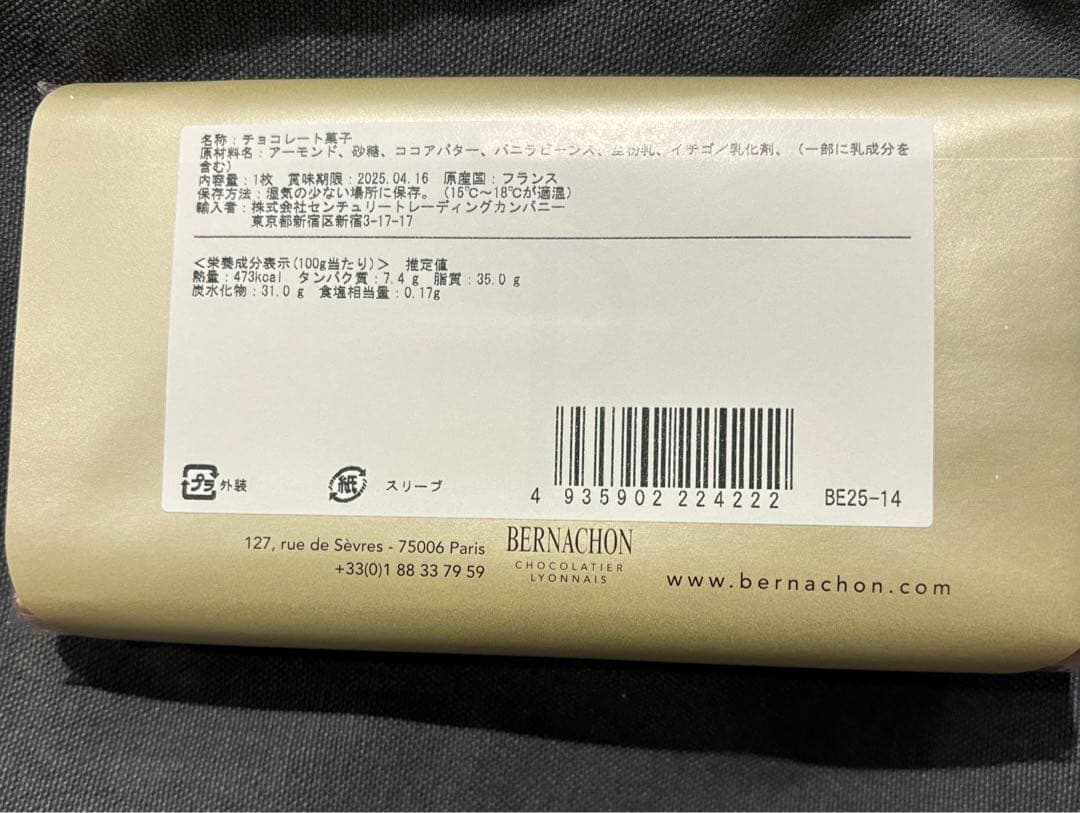 名称：チョコレート菓子
原材料名：アーモンド、砂糖、ココアバター、バニラビーンズ、全粉乳、イチゴ／乳化剤、（一部に乳成分を
含む）
内容量：1枚　賞味期限：2025.04.16　原産国：フランス
保存方法：湿気の少ない場所に保存。（15℃～18℃が適温）
輸入者：株式会社センチュリートレーディングカンパニー
東京都新宿区新宿3-17-17
＜栄養成分表示(100g当たり)＞　推定値
熱量：473kcal　タンパク質：7.4 g　脂質：35.0 g
炭水化物：31.0 g　食塩相当量：0.17g
プラ 外装　紙 スリーブ
4 935902 224222　BE25-14
127, rue de Sèvres - 75006 Paris
+33(0)1 88 33 79 59
BERNACHON
CHOCOLATIER
LYONNAIS
www.bernachon.com